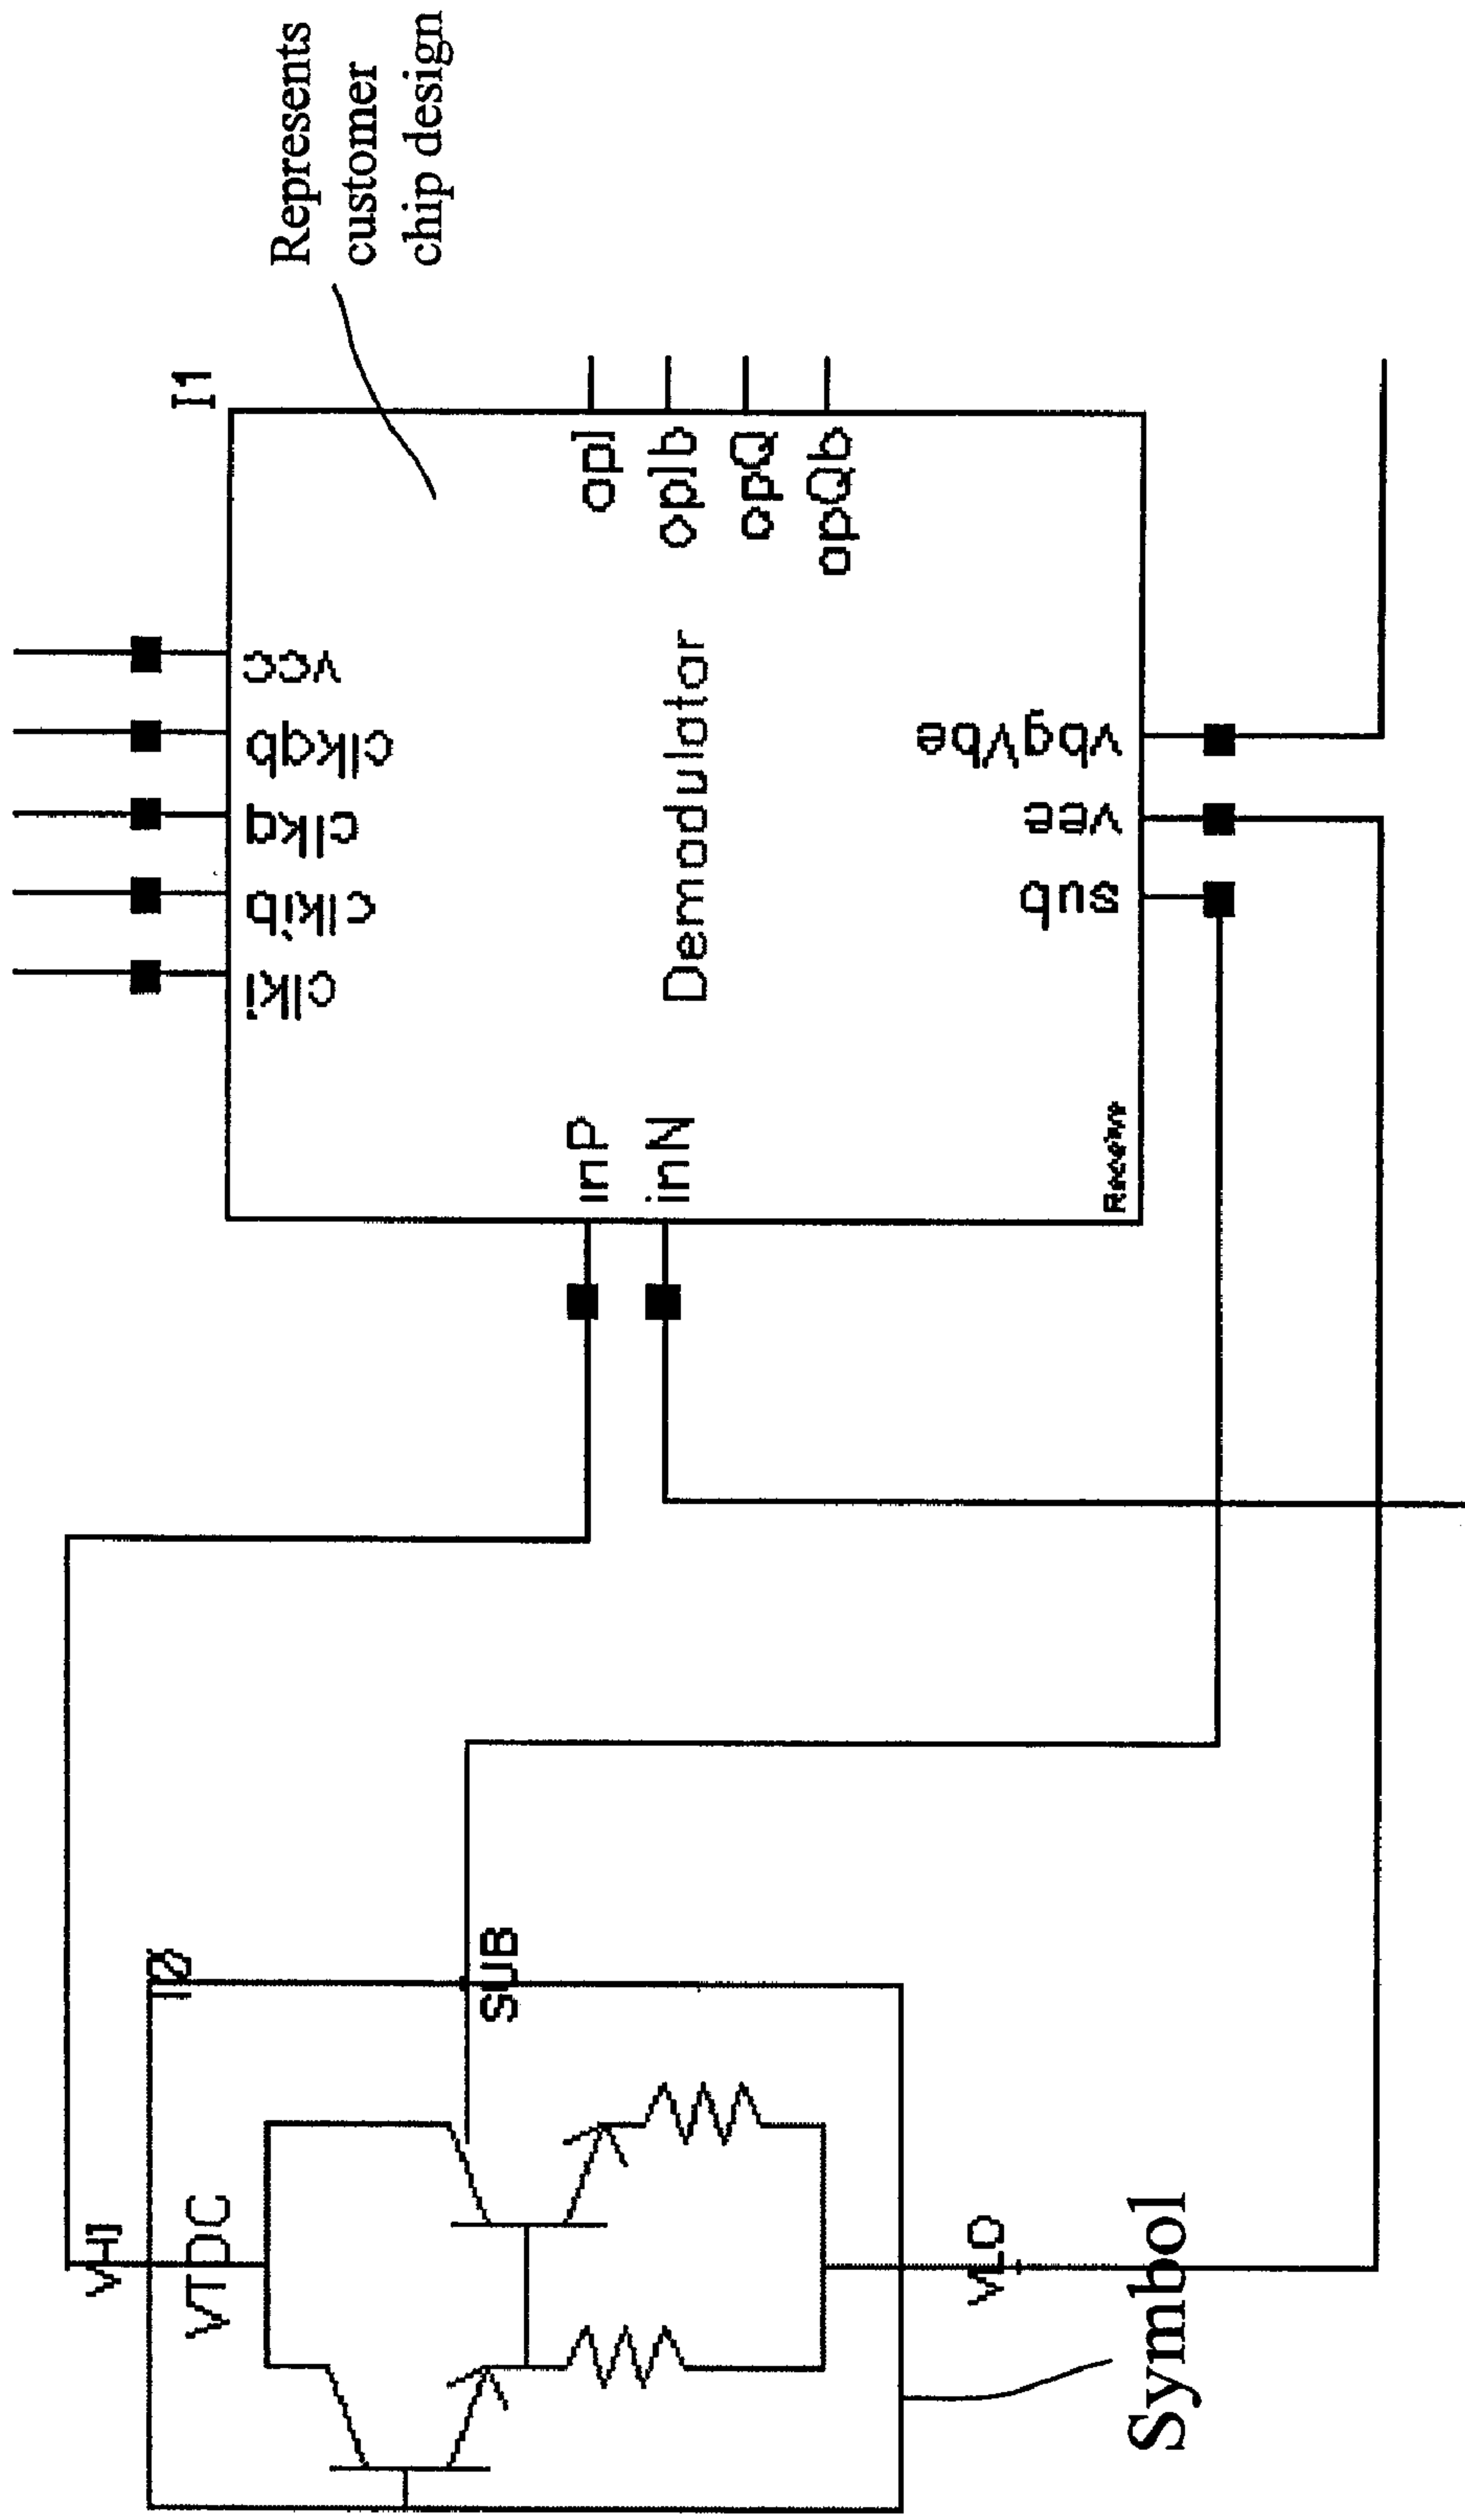 Represents
customer
chip design
I1
clki
clkib
clkq
clkqb
vcc
inP
inN
opI
opIb
opQ
opQb
Demodulator
Receive
sub
vee
vbgVbe
VHI
VTDC
I0
SUB
VLO
Symbol